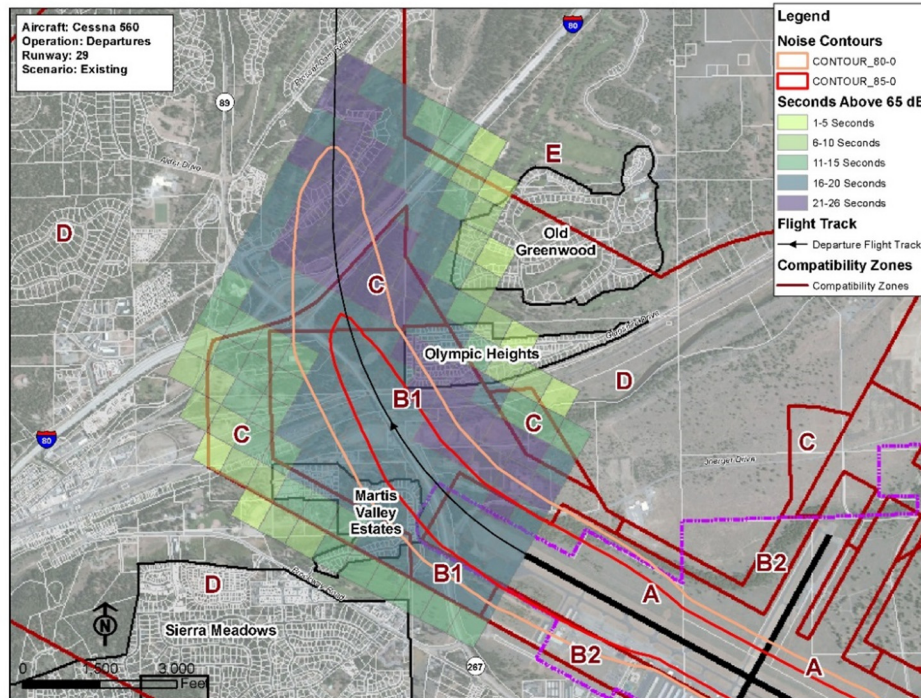 Aircraft: Cessna 560
Operation: Departures
Runway: 29
Scenario: Existing
Legend
Noise Contours
CONTOUR_80-0
CONTOUR_85-0
Seconds Above 65 dB
1-5 Seconds
6-10 Seconds
11-15 Seconds
16-20 Seconds
21-26 Seconds
Flight Track
Departure Flight Track
Compatibility Zones
Compatibility Zones
80
89
Alder Drive
E
D
Old
Greenwood
C
Olympic Heights
D
B1
C
C
C
80
Martis
Valley
Estates
B1
B2
A
D
Sierra Meadows
N
0
1,500
3,000
Feet
267
B2
A